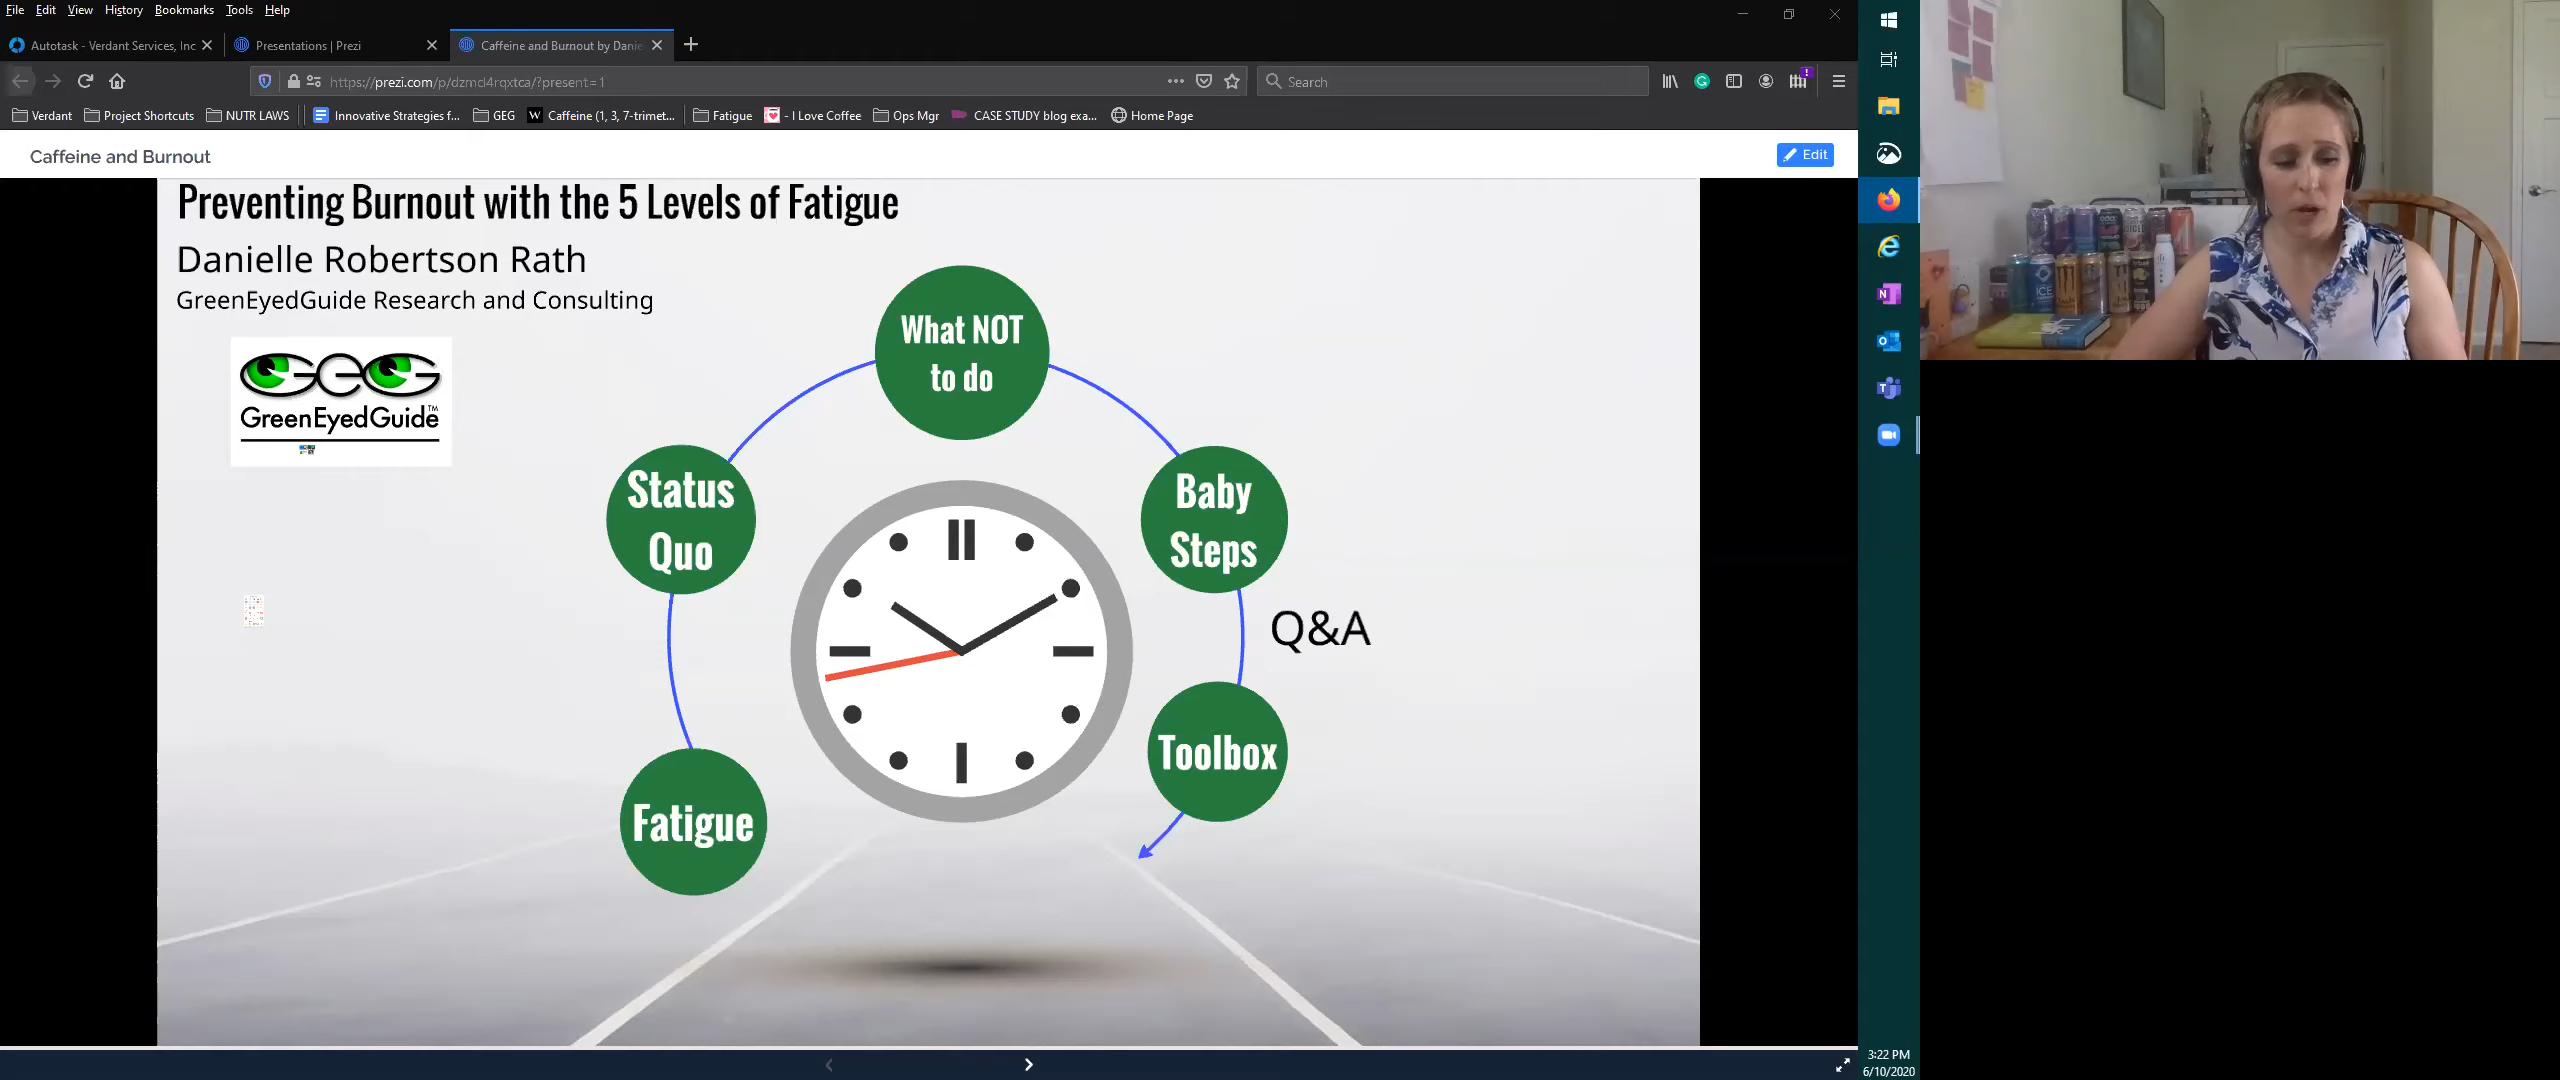 File Edit View History Bookmarks Tools Help
Autotask - Verdant Services, Inc
Presentations | Prezi
Caffeine and Burnout by Danie
https://prezi.com/p/dzmcl4rqxtca/?present=1
Search
Verdant
Project Shortcuts
NUTR LAWS
Innovative Strategies f...
GEG
W Caffeine (1, 3, 7-trimet...
Fatigue
- I Love Coffee
Ops Mgr
CASE STUDY blog exa...
Home Page
Caffeine and Burnout
Edit
Preventing Burnout with the 5 Levels of Fatigue
Danielle Robertson Rath
GreenEyedGuide Research and Consulting
GEG
GreenEyedGuide™
What NOT
to do
Status
Quo
Baby
Steps
Q&A
Toolbox
Fatigue
3:22 PM
6/10/2020